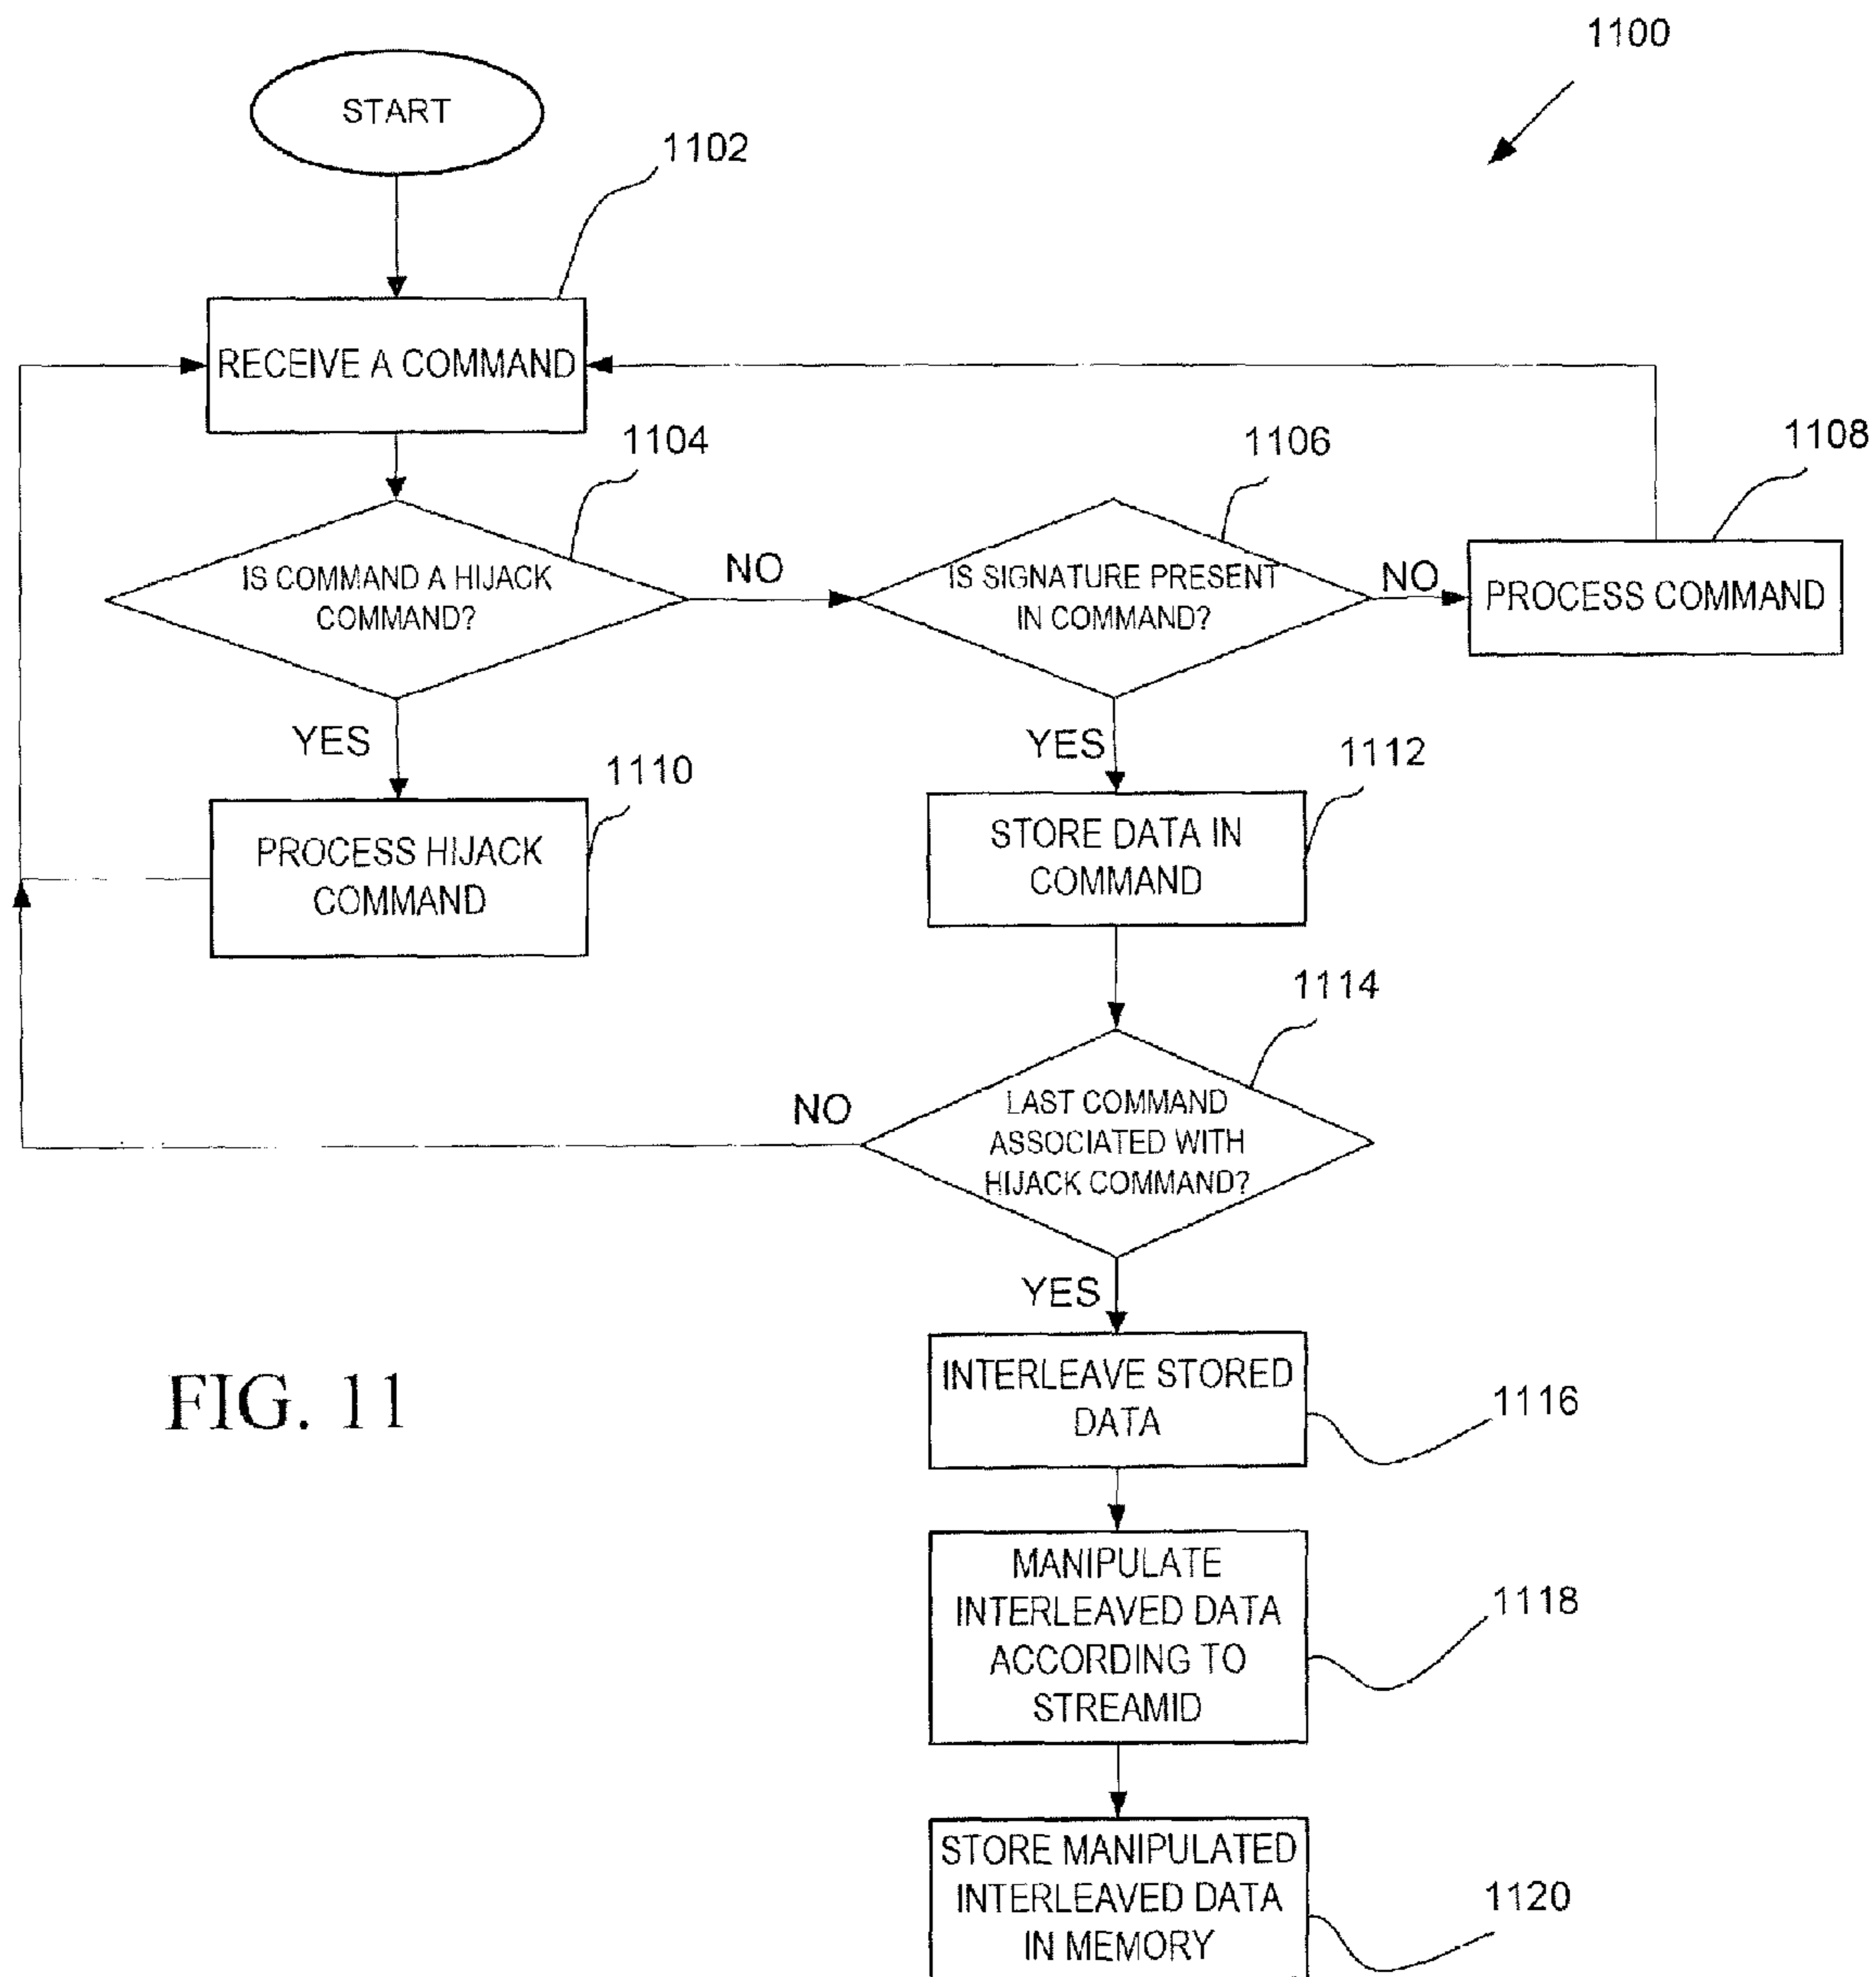 1100
START
1102
RECEIVE A COMMAND
1104
1106
1108
IS COMMAND A HIJACK
COMMAND?
NO
IS SIGNATURE PRESENT
IN COMMAND?
NO
PROCESS COMMAND
YES
YES
1110
1112
PROCESS HIJACK
COMMAND
STORE DATA IN
COMMAND
1114
NO
LAST COMMAND
ASSOCIATED WITH
HIJACK COMMAND?
YES
INTERLEAVE STORED
DATA
1116
FIG. 11
MANIPULATE
INTERLEAVED DATA
ACCORDING TO
STREAMID
1118
STORE MANIPULATED
INTERLEAVED DATA
IN MEMORY
1120